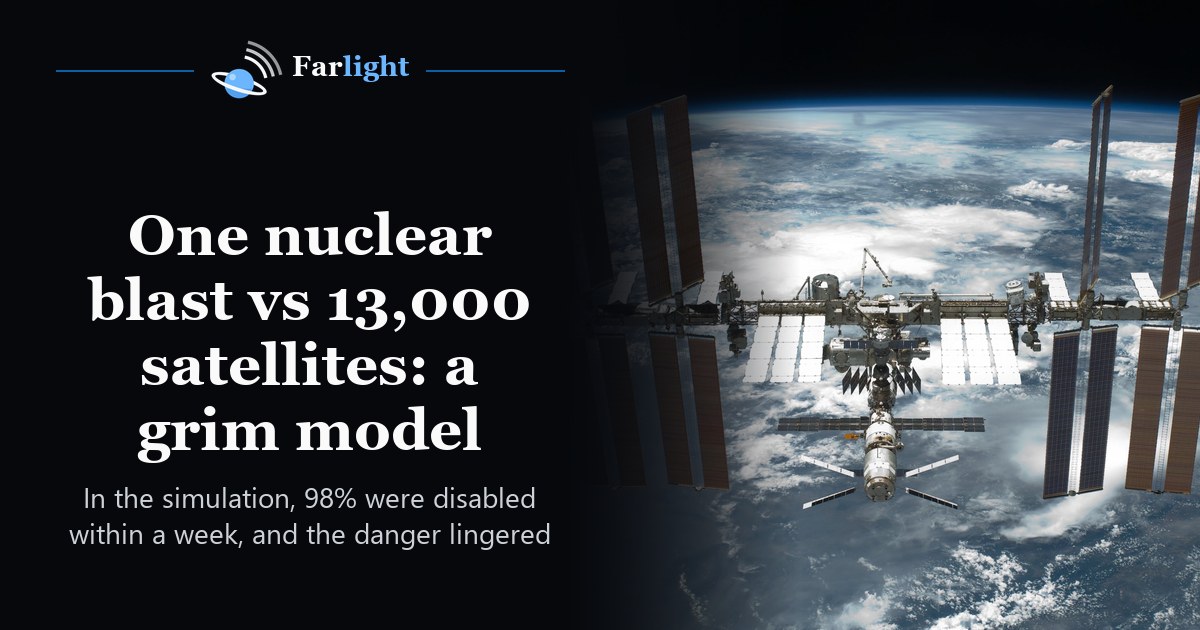 Farlight
One nuclear
blast vs 13,000
satellites: a
grim model
In the simulation, 98% were disabled
within a week, and the danger lingered